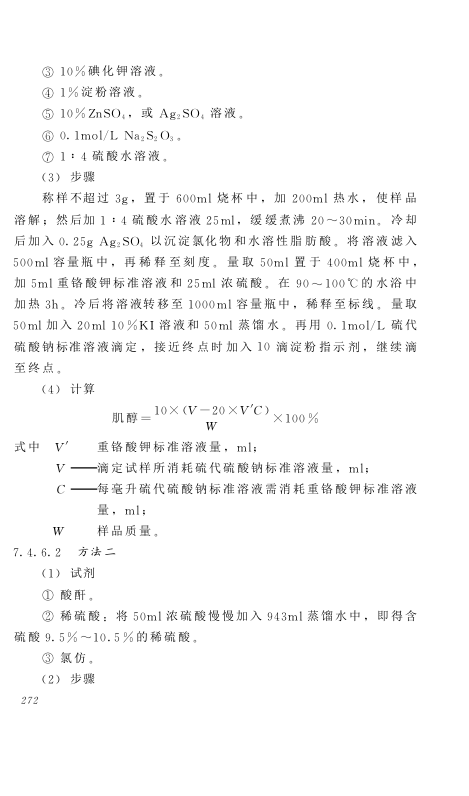 ③ 10%碘化钾溶液。
④ 1%淀粉溶液。
⑤ 10%ZnSO₄，或 Ag₂SO₄ 溶液。
⑥ 0.1mol/L Na₂S₂O₃。
⑦ 1∶4 硫酸水溶液。
(3) 步骤
称样不超过 3g，置于 600ml 烧杯中，加 200ml 热水，使样品
溶解；然后加 1∶4 硫酸水溶液 25ml，缓缓煮沸 20～30min。冷却
后加入 0.25g Ag₂SO₄ 以沉淀氯化物和水溶性脂肪酸。将溶液滤入
500ml 容量瓶中，再稀释至刻度。量取 50ml 置于 400ml 烧杯中，
加 5ml 重铬酸钾标准溶液和 25ml 浓硫酸。在 90～100℃的水浴中
加热 3h。冷后将溶液转移至 1000ml 容量瓶中，稀释至标线。量取
50ml 加入 20ml 10%KI 溶液和 50ml 蒸馏水。再用 0.1mol/L 硫代
硫酸钠标准溶液滴定，接近终点时加入 10 滴淀粉指示剂，继续滴
至终点。
(4) 计算
肌醇＝10×(V－20×V′C)/W×100%
式中 V′ 重铬酸钾标准溶液量，ml；
V ——滴定试样所消耗硫代硫酸钠标准溶液量，ml；
C ——每毫升硫代硫酸钠标准溶液需消耗重铬酸钾标准溶液
量，ml；
W 样品质量。
7.4.6.2 方法二
(1) 试剂
① 酸酐。
② 稀硫酸：将 50ml 浓硫酸慢慢加入 943ml 蒸馏水中，即得含
硫酸 9.5%～10.5%的稀硫酸。
③ 氯仿。
(2) 步骤
272